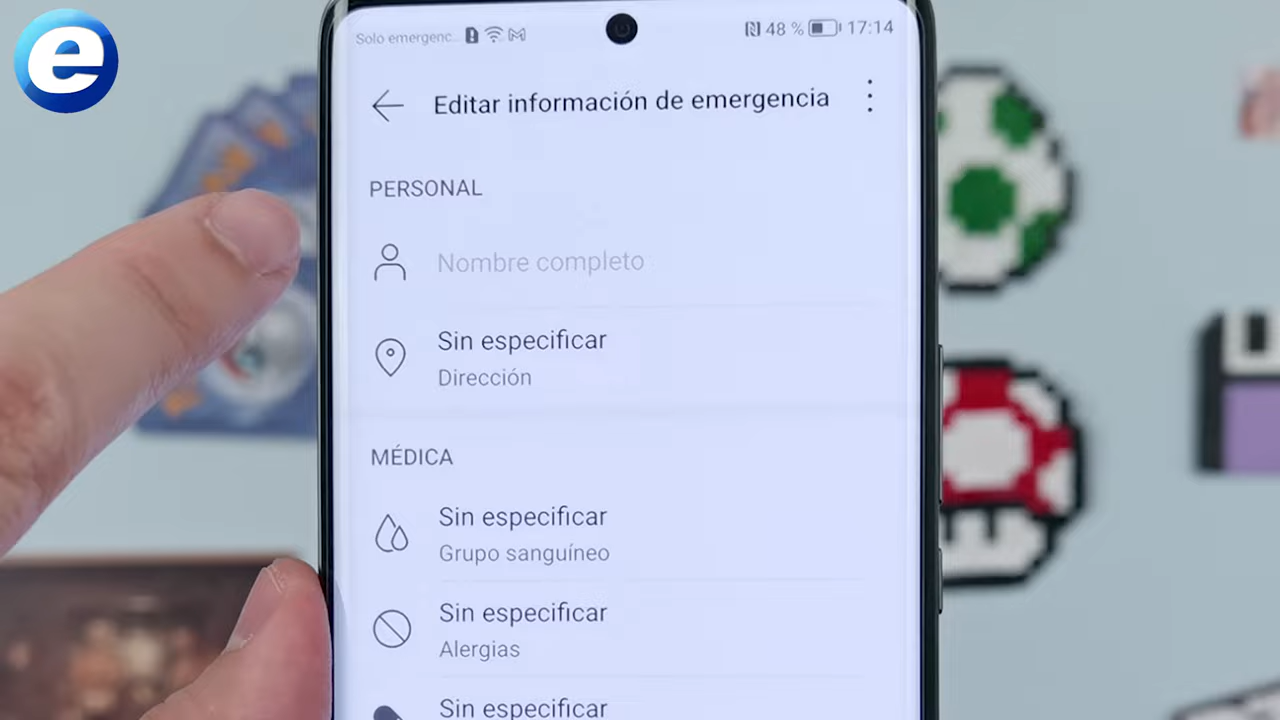 e
Solo emergenc...
48 %
17:14
Editar información de emergencia
PERSONAL
Nombre completo
Sin especificar
Dirección
MÉDICA
Sin especificar
Grupo sanguíneo
Sin especificar
Alergias
Sin especificar